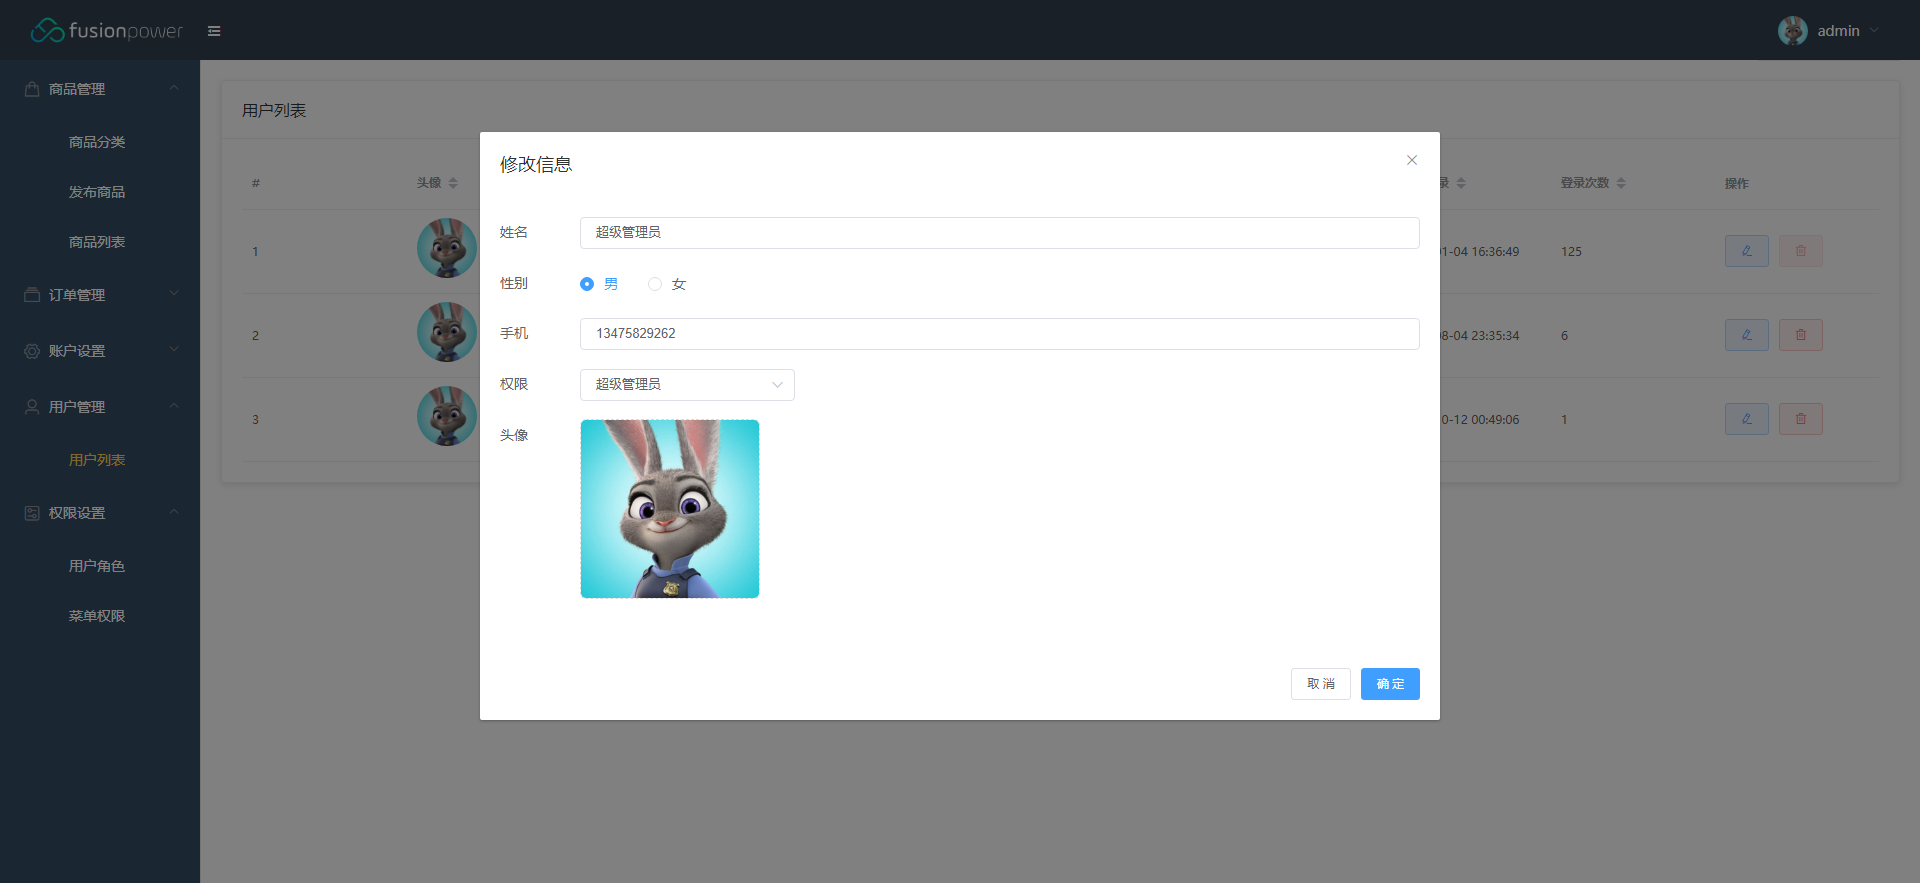 fusionpower
admin
商品管理
商品分类
发布商品
商品列表
订单管理
账户设置
用户管理
用户列表
权限设置
用户角色
菜单权限
用户列表
# 头像 录 登录次数 操作
1 1-04 16:36:49 125
2 8-04 23:35:34 6
3 0-12 00:49:06 1
修改信息
姓名 超级管理员
性别 男 女
手机 13475829262
权限 超级管理员
头像
取消 确定